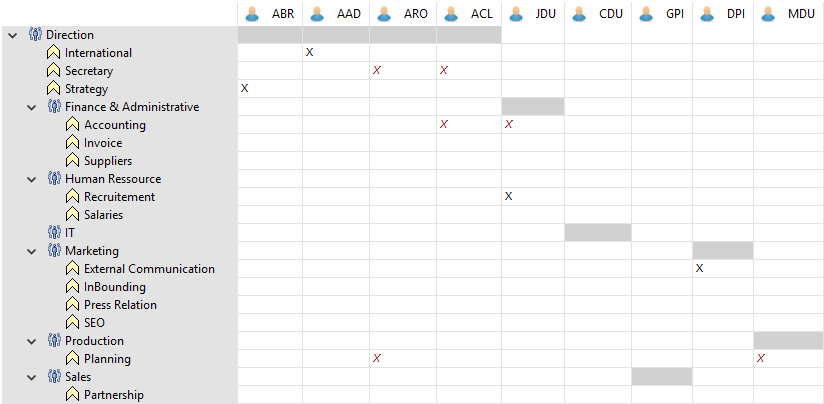 ABR AAD ARO ACL JDU CDU GPI DPI MDU
Direction
International X
Secretary X X
Strategy X
Finance & Administrative
Accounting X X
Invoice
Suppliers
Human Ressource
Recruitement X
Salaries
IT
Marketing
External Communication X
InBounding
Press Relation
SEO
Production
Planning X X
Sales
Partnership